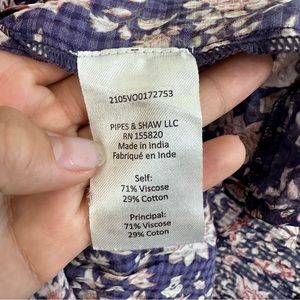 2105VO0172753
PIPES & SHAW LLC
RN 155820
Made in India
Fabriqué en Inde
Self:
71% Viscose
29% Cotton
Principal:
71% Viscose
29% Cotton